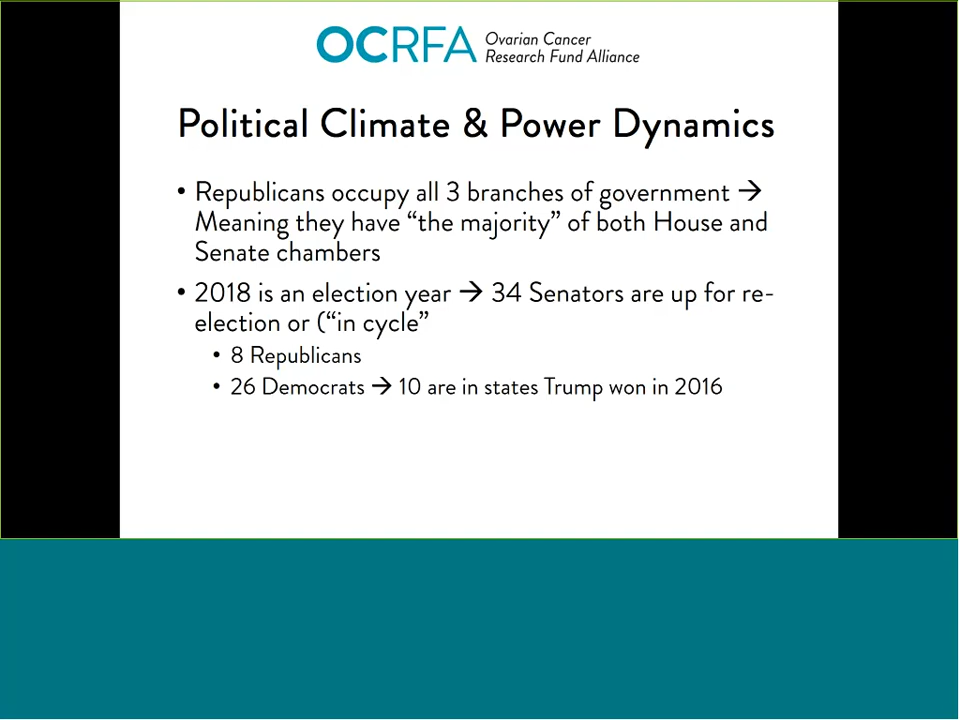 OCRFA Ovarian Cancer
Research Fund Alliance
Political Climate & Power Dynamics
• Republicans occupy all 3 branches of government →
Meaning they have “the majority” of both House and
Senate chambers
• 2018 is an election year → 34 Senators are up for re-
election or (“in cycle”
• 8 Republicans
• 26 Democrats → 10 are in states Trump won in 2016